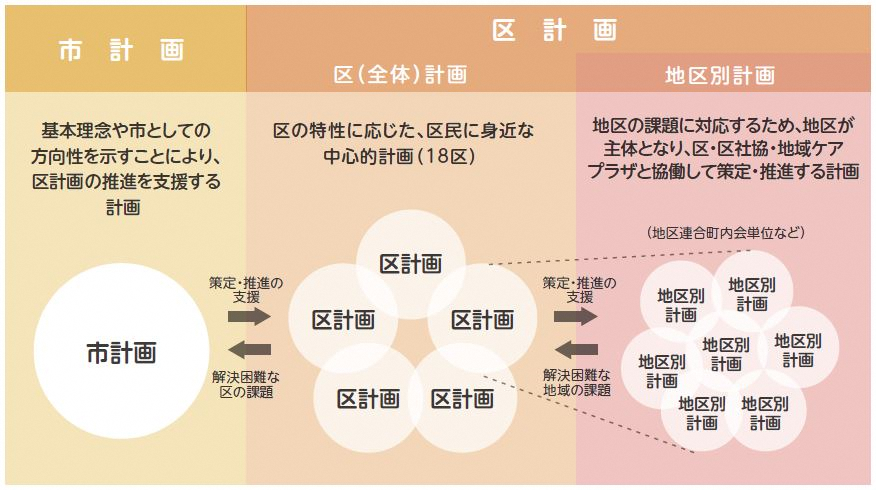 市計画
区計画
区（全体）計画
地区別計画
基本理念や市としての
方向性を示すことにより、
区計画の推進を支援する
計画
区の特性に応じた、区民に身近な
中心的計画（18区）
地区の課題に対応するため、地区が
主体となり、区・区社協・地域ケア
プラザと協働して策定・推進する計画
（地区連合町内会単位など）
市計画
策定・推進の
支援
解決困難な
区の課題
区計画
区計画
区計画
区計画
区計画
策定・推進の
支援
解決困難な
地域の課題
地区別
計画
地区別
計画
地区別
計画
地区別
計画
地区別
計画
地区別
計画
地区別
計画